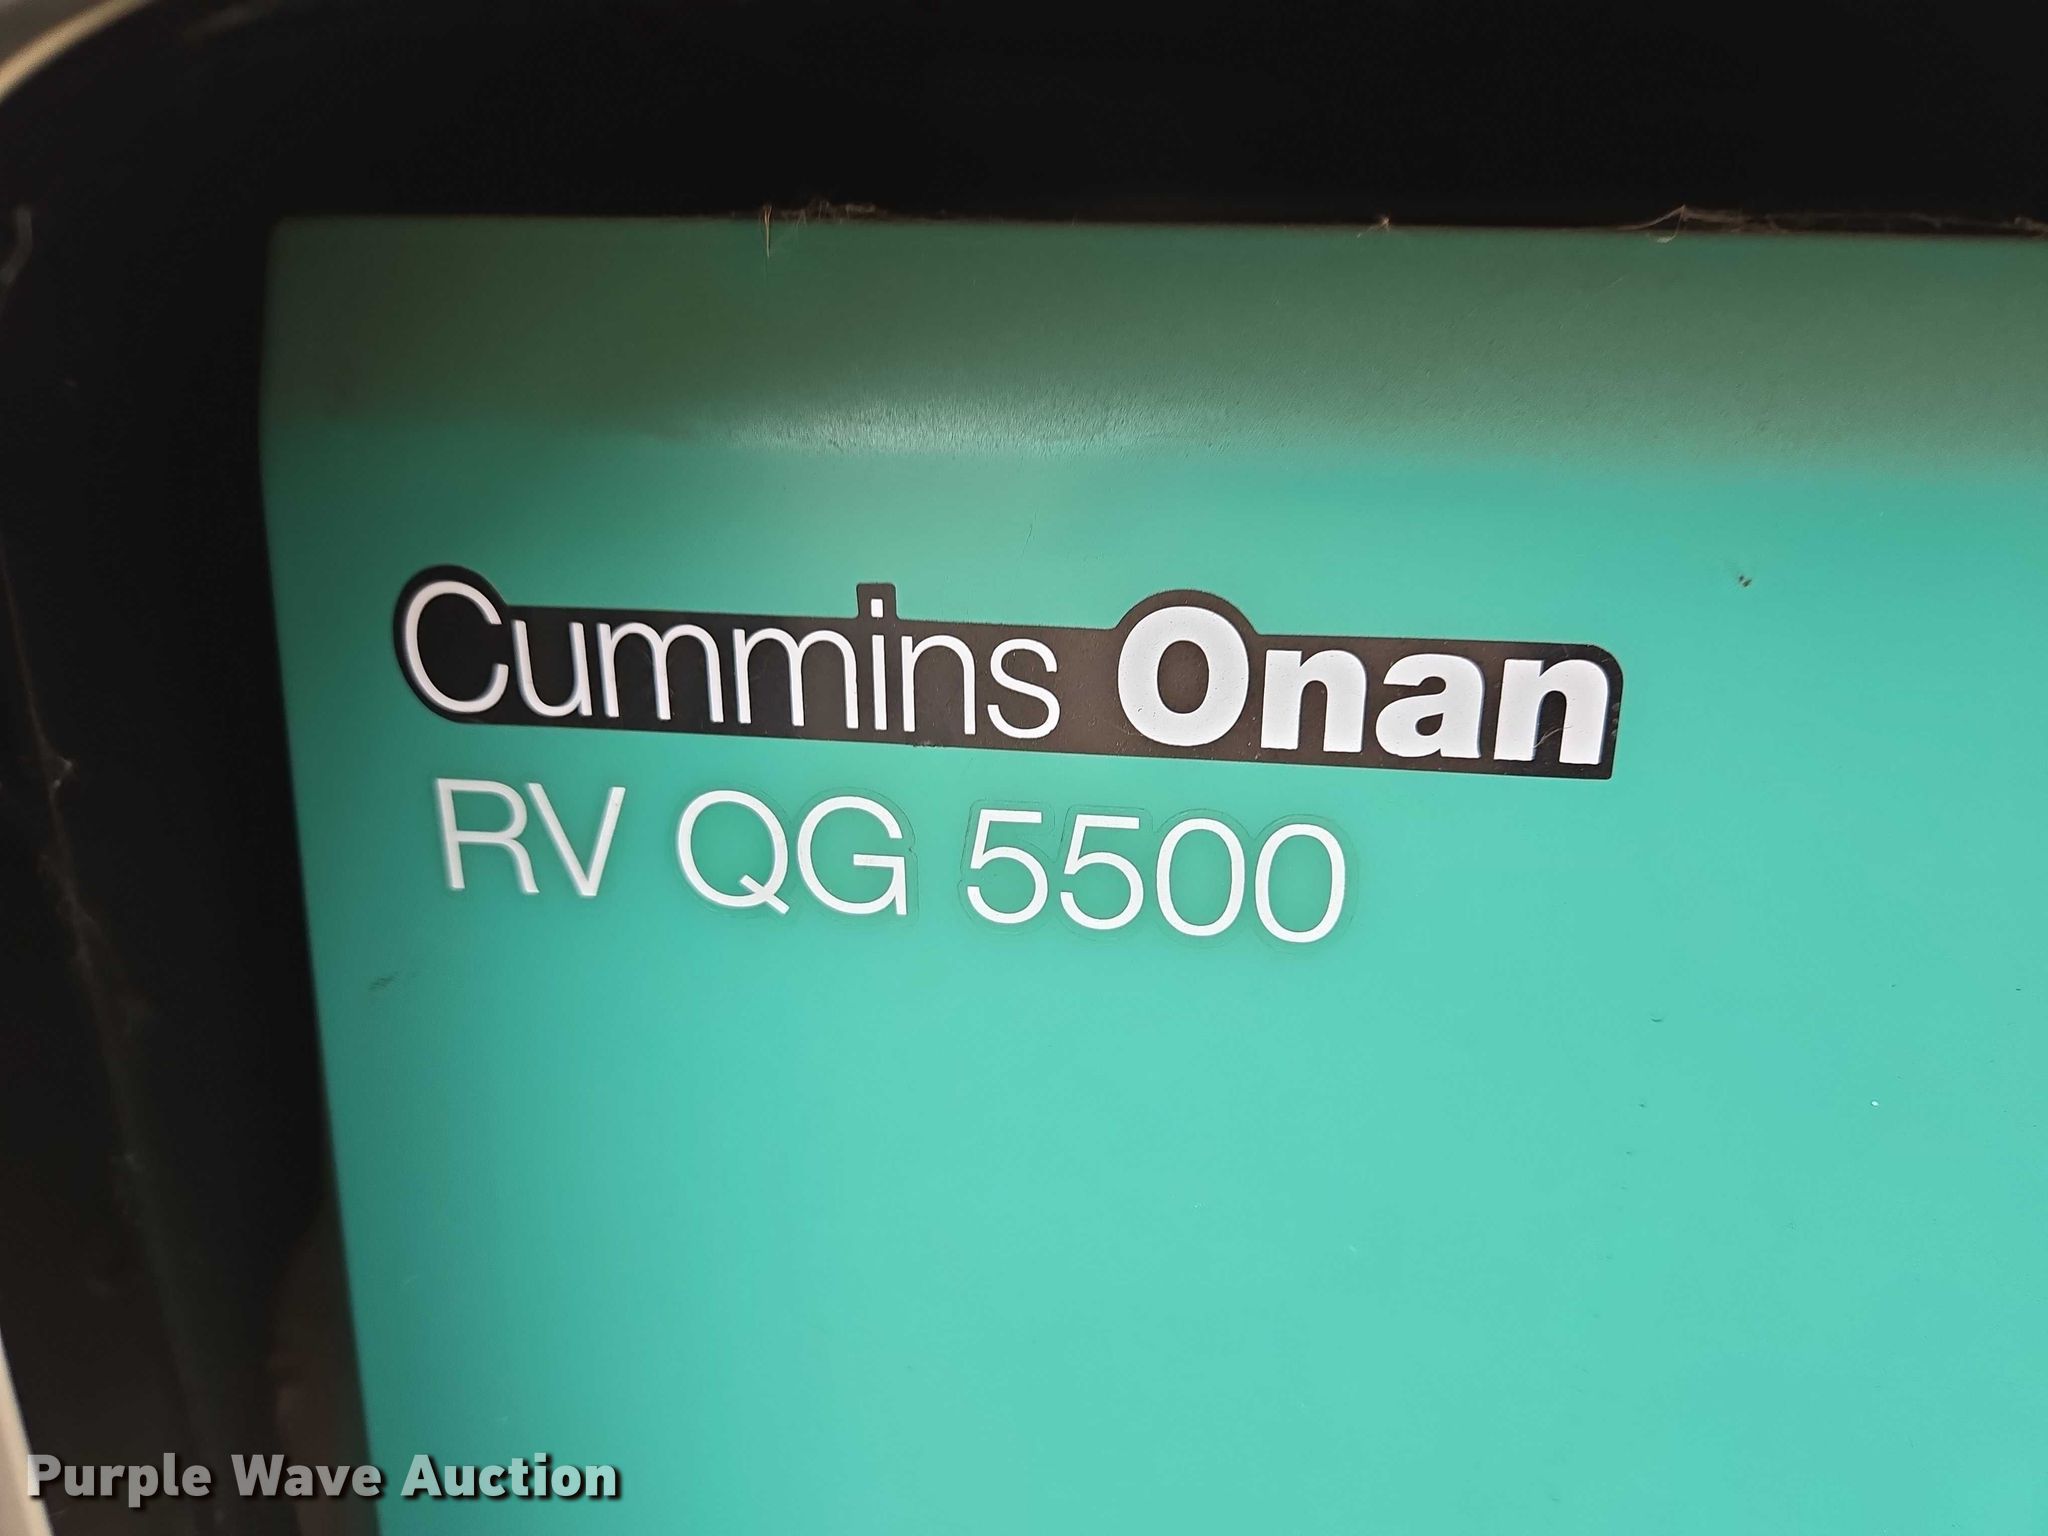 Cummins Onan
RV QG 5500
Purple Wave Auction